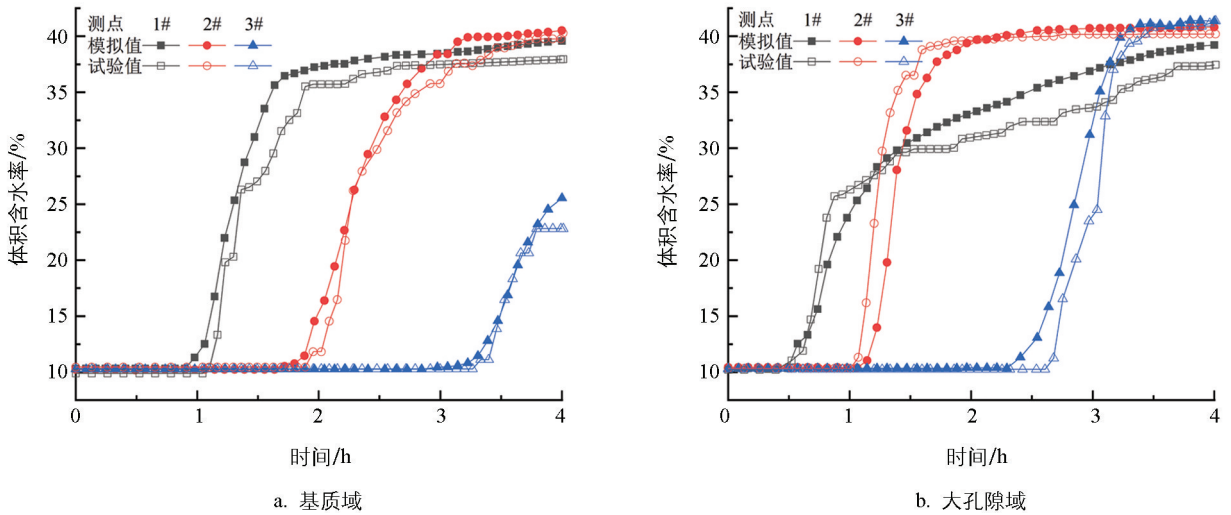 测点 1# 2# 3#
模拟值
试验值
40
35
30
25
20
15
10
体积含水率/%
0 1 2 3 4
时间/h
a. 基质域
测点 1# 2# 3#
模拟值
试验值
40
35
30
25
20
15
10
体积含水率/%
0 1 2 3 4
时间/h
b. 大孔隙域